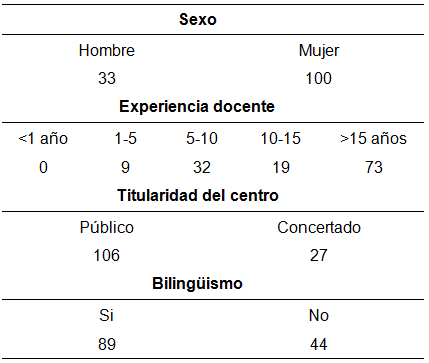 Sexo
Hombre Mujer
33 100
Experiencia docente
<1 año 1-5 5-10 10-15 >15 años
0 9 32 19 73
Titularidad del centro
Público Concertado
106 27
Bilingüismo
Si No
89 44